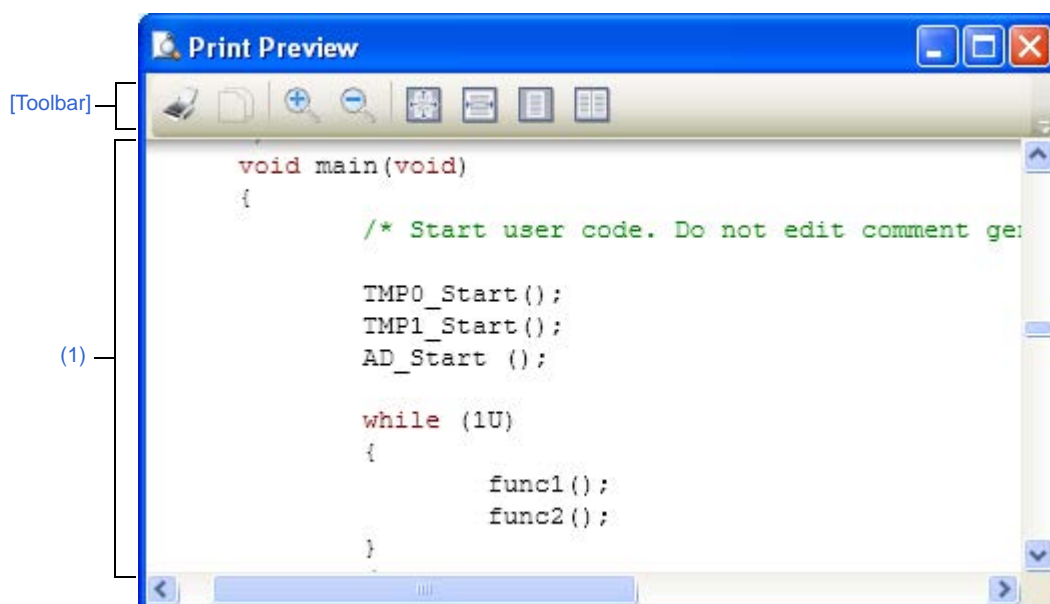 Print Preview
[Toolbar]
void main(void)
{
/* Start user code. Do not edit comment
TMP0_Start();
TMP1_Start();
(1)
AD_Start ();
while (1U)
{
func1();
func2();
}